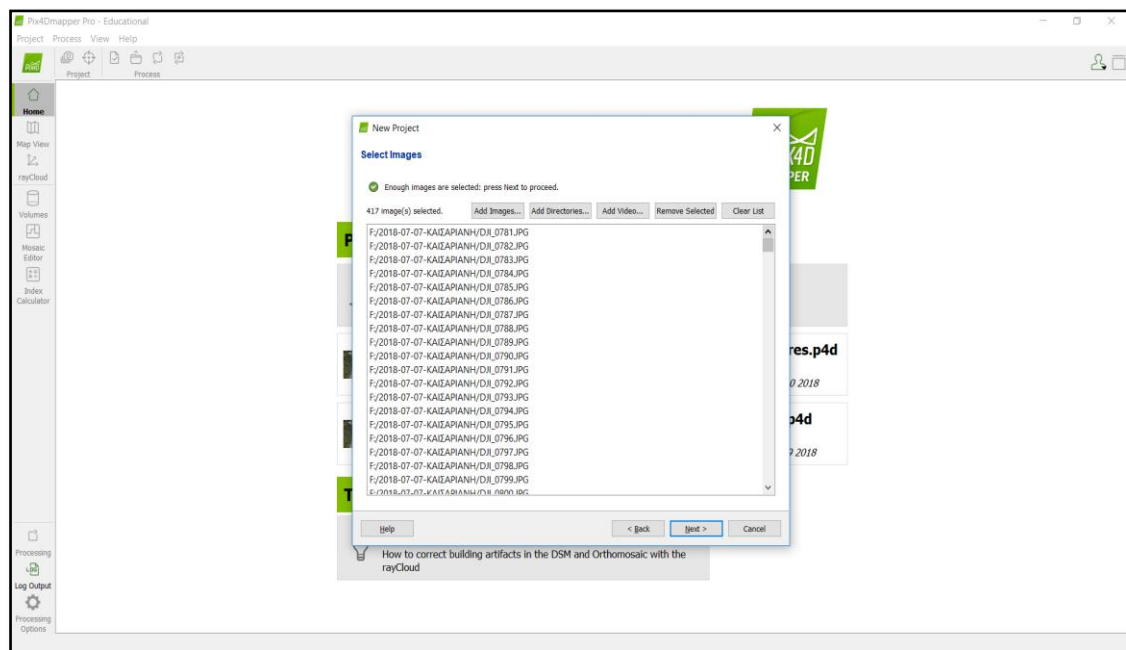 Pix4Dmapper Pro - Educational
Project Process View Help
Project Process
Home
Map View
rayCloud
Volumes
Mosaic
Editor
Index
Calculator
Processing
Log Output
Processing
Options
New Project
Select Images
Enough images are selected: press Next to proceed.
417 image(s) selected. Add Images... Add Directories... Add Video... Remove Selected Clear List
F:/2018-07-07-ΚΑΙΣΑΡΙΑΝΗ/DJI_0781.JPG
F:/2018-07-07-ΚΑΙΣΑΡΙΑΝΗ/DJI_0782.JPG
F:/2018-07-07-ΚΑΙΣΑΡΙΑΝΗ/DJI_0783.JPG
F:/2018-07-07-ΚΑΙΣΑΡΙΑΝΗ/DJI_0784.JPG
F:/2018-07-07-ΚΑΙΣΑΡΙΑΝΗ/DJI_0785.JPG
F:/2018-07-07-ΚΑΙΣΑΡΙΑΝΗ/DJI_0786.JPG
F:/2018-07-07-ΚΑΙΣΑΡΙΑΝΗ/DJI_0787.JPG
F:/2018-07-07-ΚΑΙΣΑΡΙΑΝΗ/DJI_0788.JPG
F:/2018-07-07-ΚΑΙΣΑΡΙΑΝΗ/DJI_0789.JPG
F:/2018-07-07-ΚΑΙΣΑΡΙΑΝΗ/DJI_0790.JPG
F:/2018-07-07-ΚΑΙΣΑΡΙΑΝΗ/DJI_0791.JPG
F:/2018-07-07-ΚΑΙΣΑΡΙΑΝΗ/DJI_0792.JPG
F:/2018-07-07-ΚΑΙΣΑΡΙΑΝΗ/DJI_0793.JPG
F:/2018-07-07-ΚΑΙΣΑΡΙΑΝΗ/DJI_0794.JPG
F:/2018-07-07-ΚΑΙΣΑΡΙΑΝΗ/DJI_0795.JPG
F:/2018-07-07-ΚΑΙΣΑΡΙΑΝΗ/DJI_0796.JPG
F:/2018-07-07-ΚΑΙΣΑΡΙΑΝΗ/DJI_0797.JPG
F:/2018-07-07-ΚΑΙΣΑΡΙΑΝΗ/DJI_0798.JPG
F:/2018-07-07-ΚΑΙΣΑΡΙΑΝΗ/DJI_0799.JPG
F:/2018-07-07-ΚΑΙΣΑΡΙΑΝΗ/DJI_0800.JPG
Help < Back Next > Cancel
res.p4d
0 2018
p4d
9 2018
How to correct building artifacts in the DSM and Orthomosaic with the
rayCloud